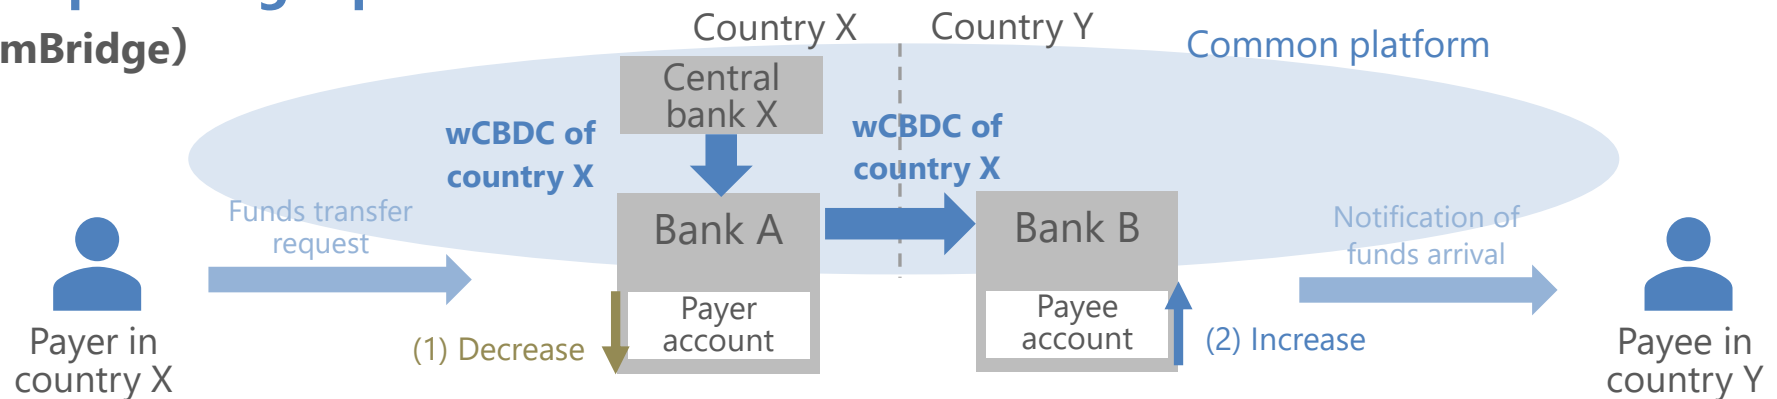 mBridge）
Country X
Country Y
Common platform
Central
bank X
wCBDC of
country X
wCBDC of
country X
Funds transfer
request
Bank A
Bank B
Notification of
funds arrival
Payer
account
Payee
account
(1) Decrease
(2) Increase
Payer in
country X
Payee in
country Y